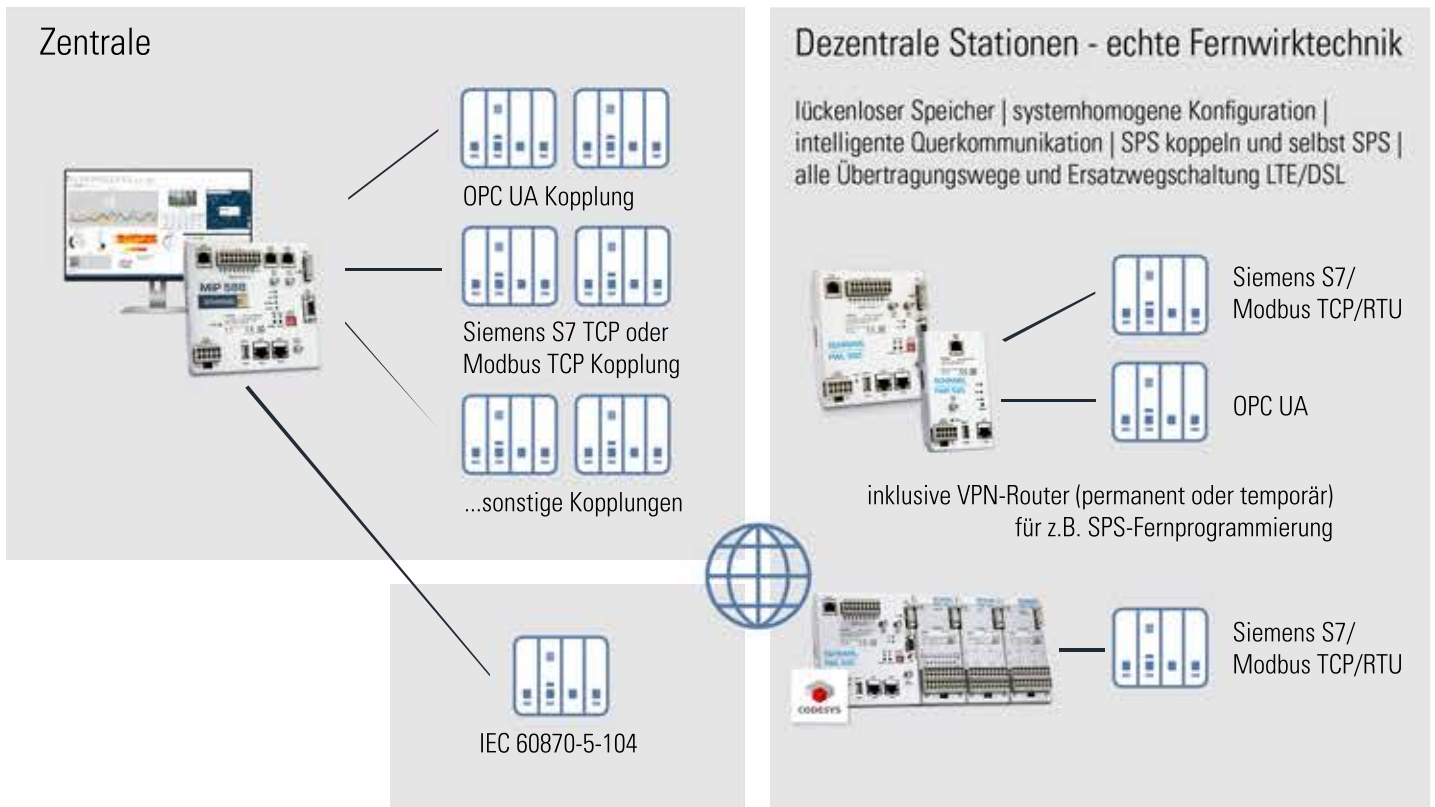 Zentrale
OPC UA Kopplung
MIP 588
Siemens S7 TCP oder
Modbus TCP Kopplung
...sonstige Kopplungen
IEC 60870-5-104
Dezentrale Stationen - echte Fernwirktechnik
lückenloser Speicher | systemhomogene Konfiguration |
intelligente Querkommunikation | SPS koppeln und selbst SPS |
alle Übertragungswege und Ersatzwegschaltung LTE/DSL
Siemens S7/
Modbus TCP/RTU
OPC UA
inklusive VPN-Router (permanent oder temporär)
für z.B. SPS-Fernprogrammierung
Siemens S7/
Modbus TCP/RTU
CODESYS